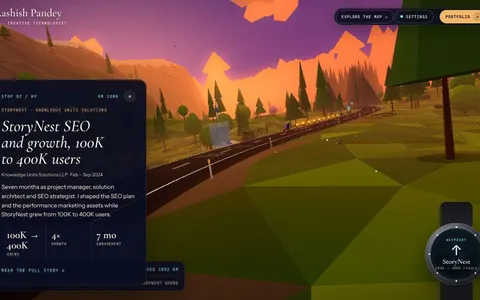 Aashish Pandey
CREATIVE TECHNOLOGIST
EXPLORE THE MAP
SETTINGS
PORTFOLIO
STORYNEST · KNOWLEDGE UNITS SOLUTIONS
StoryNest SEO
and growth, 100K
to 400K users
Knowledge Units Solutions LLP · Feb – Sep 2024
Seven months as project manager, solution
architect and SEO strategist. I shaped the SEO plan
and the performance marketing assets while
StoryNest grew from 100K to 400K users.
100K →
400K
USERS
4×
GROWTH
7 mo
ENGAGEMENT
READ THE FULL STORY
WAYPOINT
StoryNest